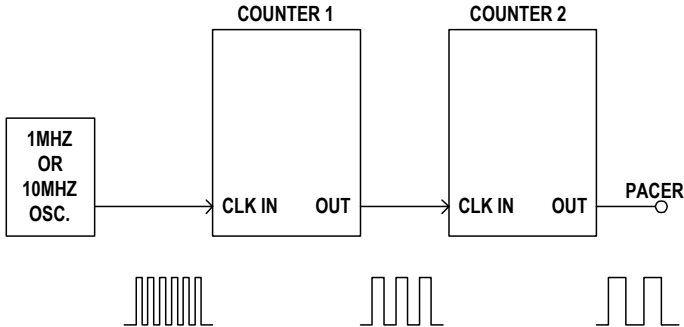 COUNTER 1
COUNTER 2
1MHZ
OR
10MHZ
OSC.
CLK IN
OUT
CLK IN
OUT
PACER